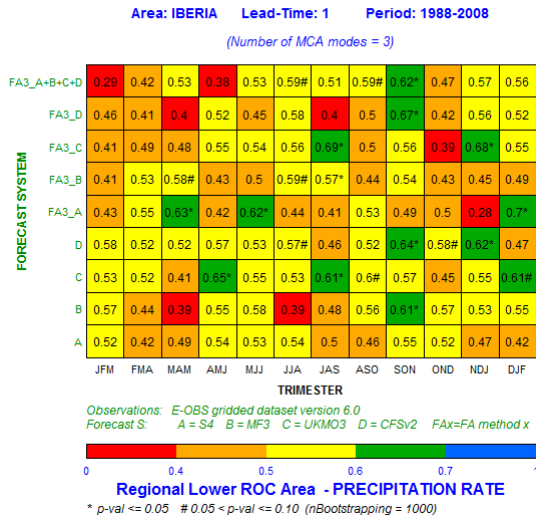 Area: IBERIA Lead-Time: 1 Period: 1988-2008
(Number of MCA modes = 3)
FORECAST SYSTEM
FA3_A+B+C+D 0.29 0.42 0.53 0.38 0.53 0.59# 0.51 0.59# 0.62* 0.47 0.57 0.56
FA3_D 0.46 0.41 0.4 0.52 0.45 0.58 0.4 0.5 0.67* 0.42 0.56 0.52
FA3_C 0.41 0.49 0.48 0.55 0.54 0.56 0.69* 0.5 0.56 0.39 0.68* 0.55
FA3_B 0.41 0.53 0.58# 0.43 0.5 0.59# 0.57* 0.44 0.54 0.43 0.45 0.49
FA3_A 0.43 0.55 0.63* 0.42 0.62* 0.44 0.41 0.53 0.49 0.5 0.28 0.7*
D 0.58 0.52 0.52 0.57 0.53 0.57# 0.46 0.52 0.64* 0.58# 0.62* 0.47
C 0.53 0.52 0.41 0.65* 0.55 0.53 0.61* 0.6# 0.57 0.45 0.55 0.61#
B 0.57 0.44 0.39 0.55 0.58 0.39 0.48 0.56 0.61* 0.57 0.53 0.55
A 0.52 0.42 0.49 0.54 0.53 0.54 0.5 0.46 0.55 0.52 0.47 0.42
JFM FMA MAM AMJ MJJ JJA JAS ASO SON OND NDJ DJF
TRIMESTER
Observations: E-OBS gridded dataset version 6.0
Forecast S: A = S4 B = MF3 C = UKMO3 D = CFSv2 FAx=FA method x
0 0.4 0.5 0.6 0.7 1
Regional Lower ROC Area - PRECIPITATION RATE
* p-val <= 0.05 # 0.05 < p-val <= 0.10 (nBootstrapping = 1000)